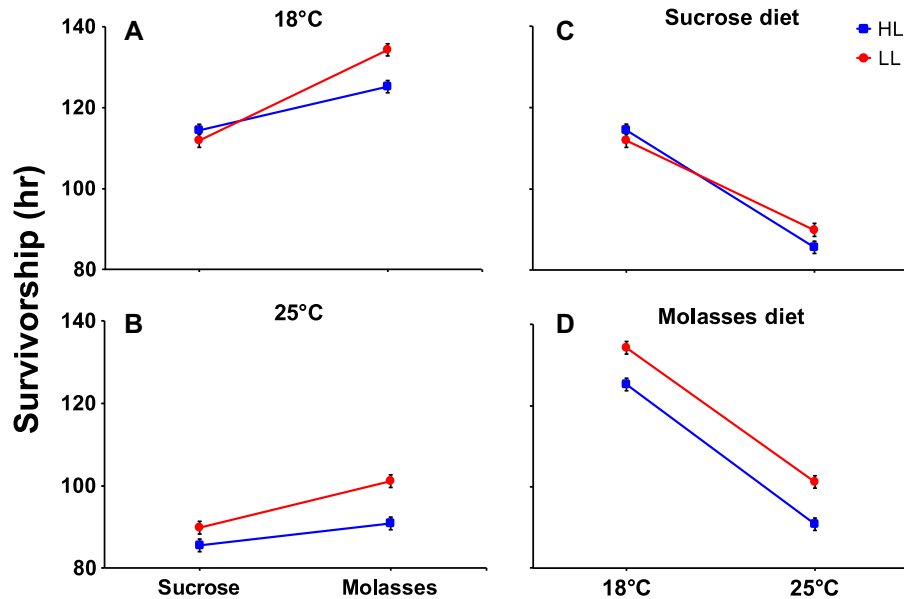 A
18°C
C
Sucrose diet
HL
LL
140
120
100
80
B
25°C
D
Molasses diet
140
120
100
80
Survivorship (hr)
Sucrose
Molasses
18°C
25°C